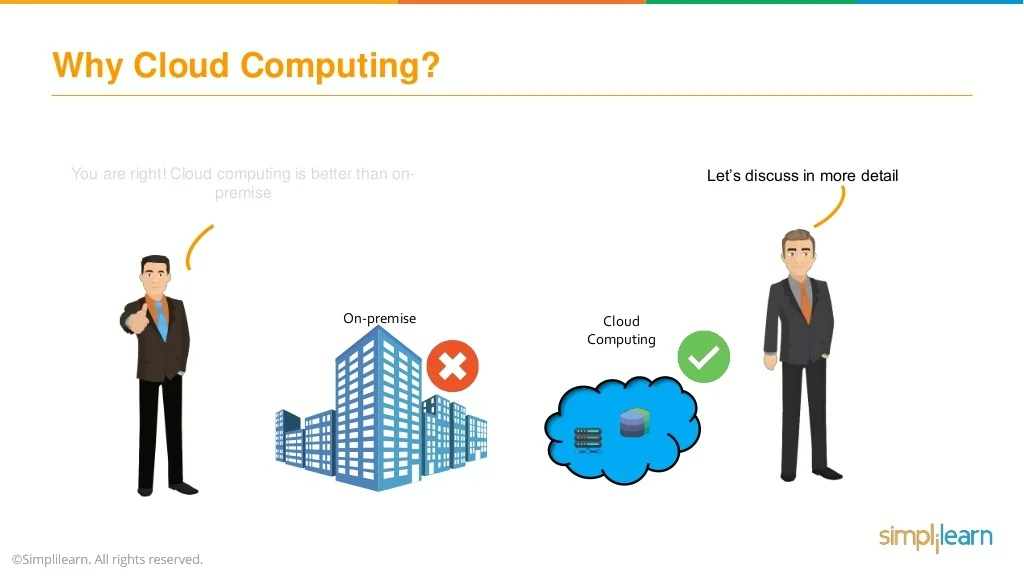 Why Cloud Computing?
You are right! Cloud computing is better than on-
premise
Let’s discuss in more detail
On-premise
Cloud
Computing
simplilearn
©Simplilearn. All rights reserved.